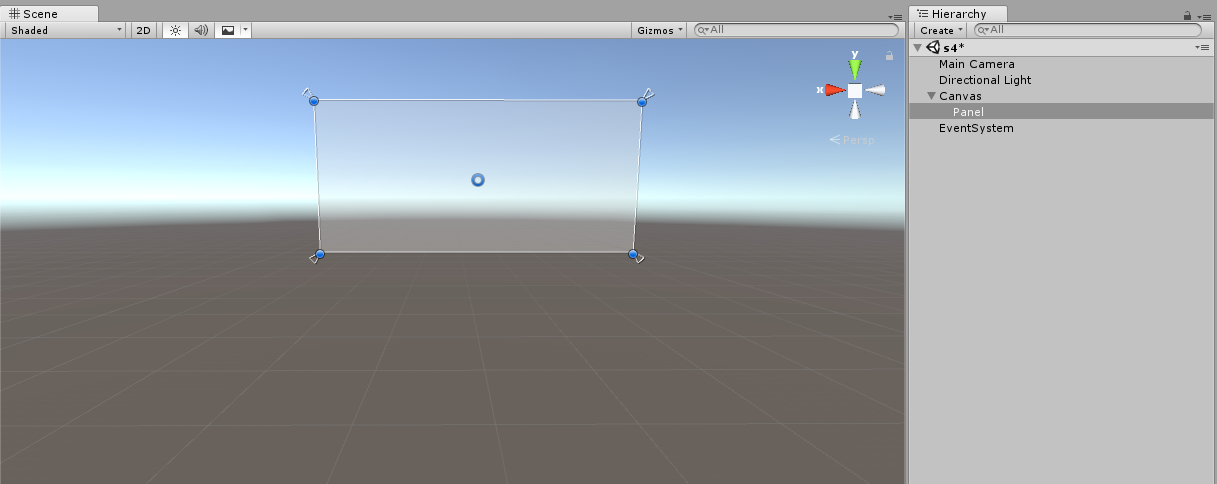 Scene
Hierarchy
Shaded 2D Gizmos All
Create All
s4*
Main Camera
Directional Light
Canvas
Panel
EventSystem
y
x
Persp